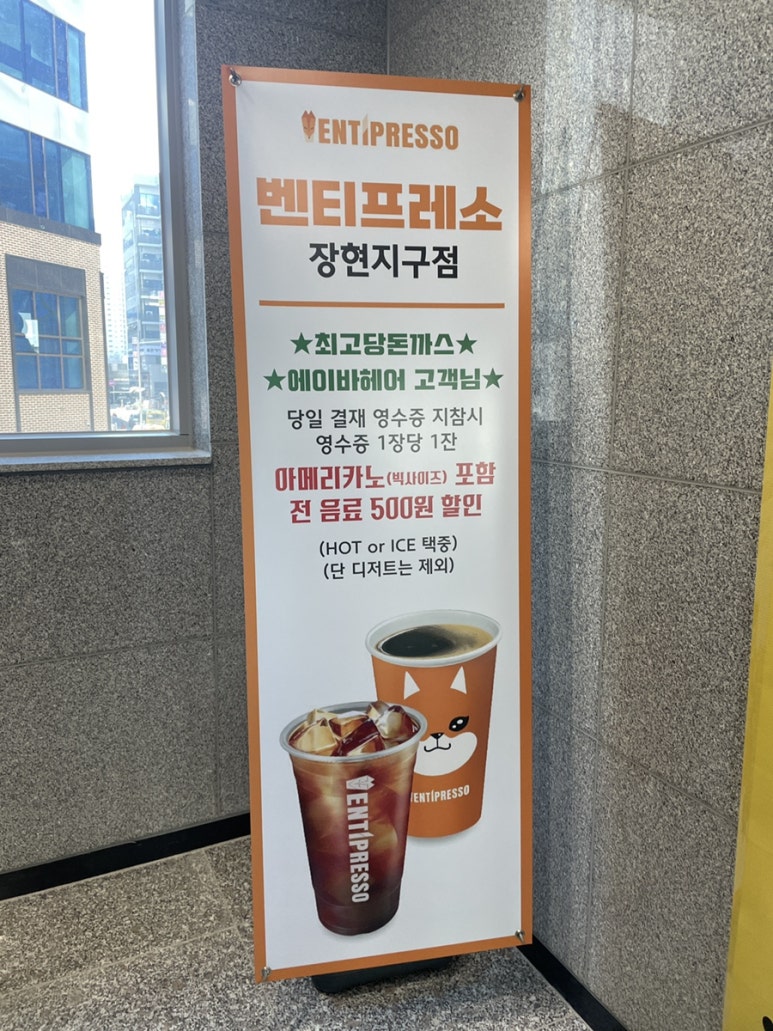 VENTIPRESSO
벤티프레소
장현지구점
★최고당돈까스★
★에이바헤어 고객님★
당일 결재 영수증 지참시
영수증 1장당 1잔
아메리카노(빅사이즈) 포함
전 음료 500원 할인
(HOT or ICE 택중)
(단 디저트는 제외)
VENTIPRESSO
VENTIPRESSO